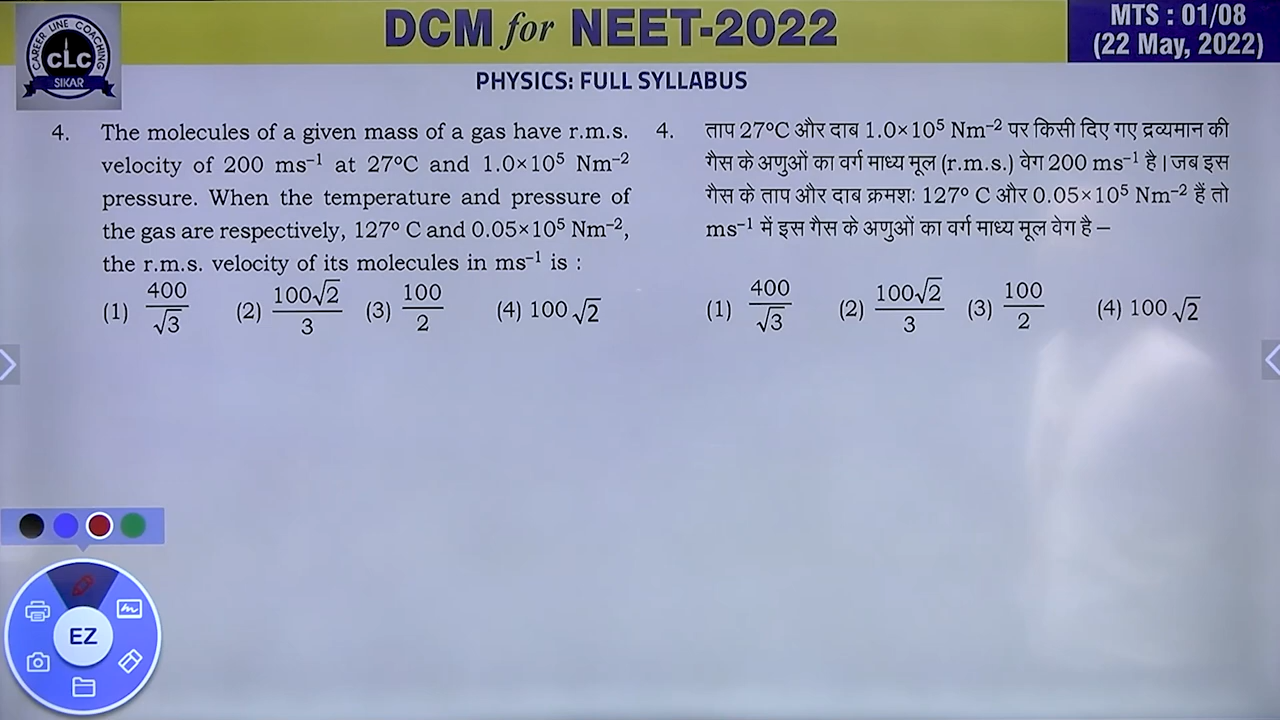 CAREER LINE COACHING
CLC
SIKAR
DCM for NEET-2022
MTS : 01/08
(22 May, 2022)
PHYSICS: FULL SYLLABUS
4. The molecules of a given mass of a gas have r.m.s.
velocity of 200 ms⁻¹ at 27ºC and 1.0×10⁵ Nm⁻²
pressure. When the temperature and pressure of
the gas are respectively, 127º C and 0.05×10⁵ Nm⁻²,
the r.m.s. velocity of its molecules in ms⁻¹ is :
(1) 400/√3 (2) 100√2/3 (3) 100/2 (4) 100 √2
4. ताप 27ºC और दाब 1.0×10⁵ Nm⁻² पर किसी दिए गए द्रव्यमान की
गैस के अणुओं का वर्ग माध्य मूल (r.m.s.) वेग 200 ms⁻¹ है। जब इस
गैस के ताप और दाब क्रमशः 127º C और 0.05×10⁵ Nm⁻² हैं तो
ms⁻¹ में इस गैस के अणुओं का वर्ग माध्य मूल वेग है –
(1) 400/√3 (2) 100√2/3 (3) 100/2 (4) 100 √2
EZ